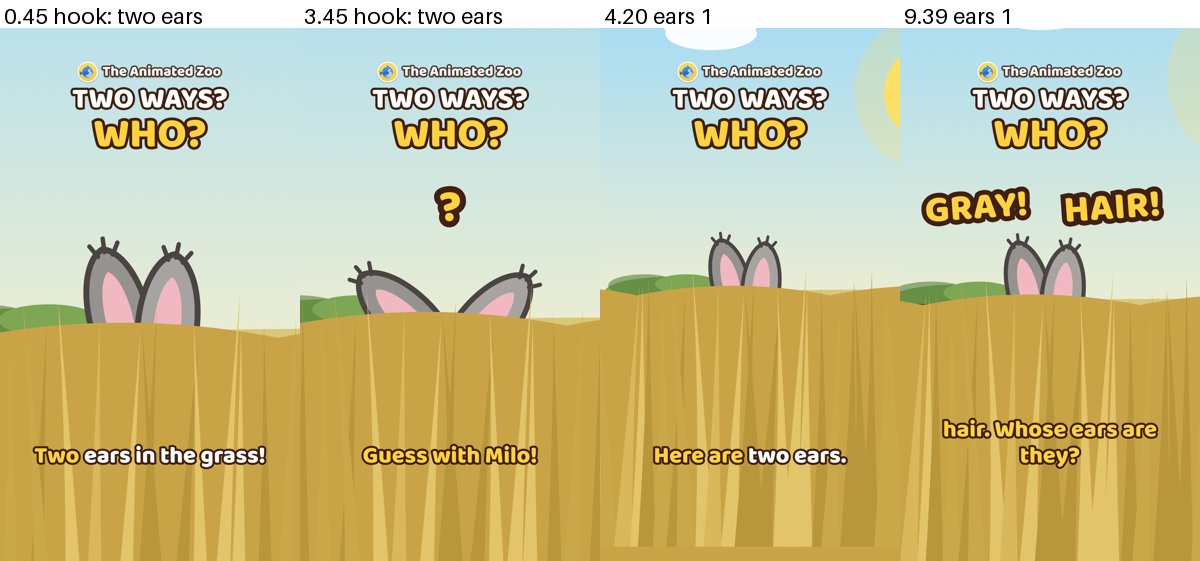 0.45 hook: two ears
The Animated Zoo
TWO WAYS?
WHO?
Two ears in the grass!
3.45 hook: two ears
The Animated Zoo
TWO WAYS?
WHO?
?
Guess with Milo!
4.20 ears 1
The Animated Zoo
TWO WAYS?
WHO?
Here are two ears.
9.39 ears 1
The Animated Zoo
TWO WAYS?
WHO?
GRAY! HAIR!
hair. Whose ears are
they?